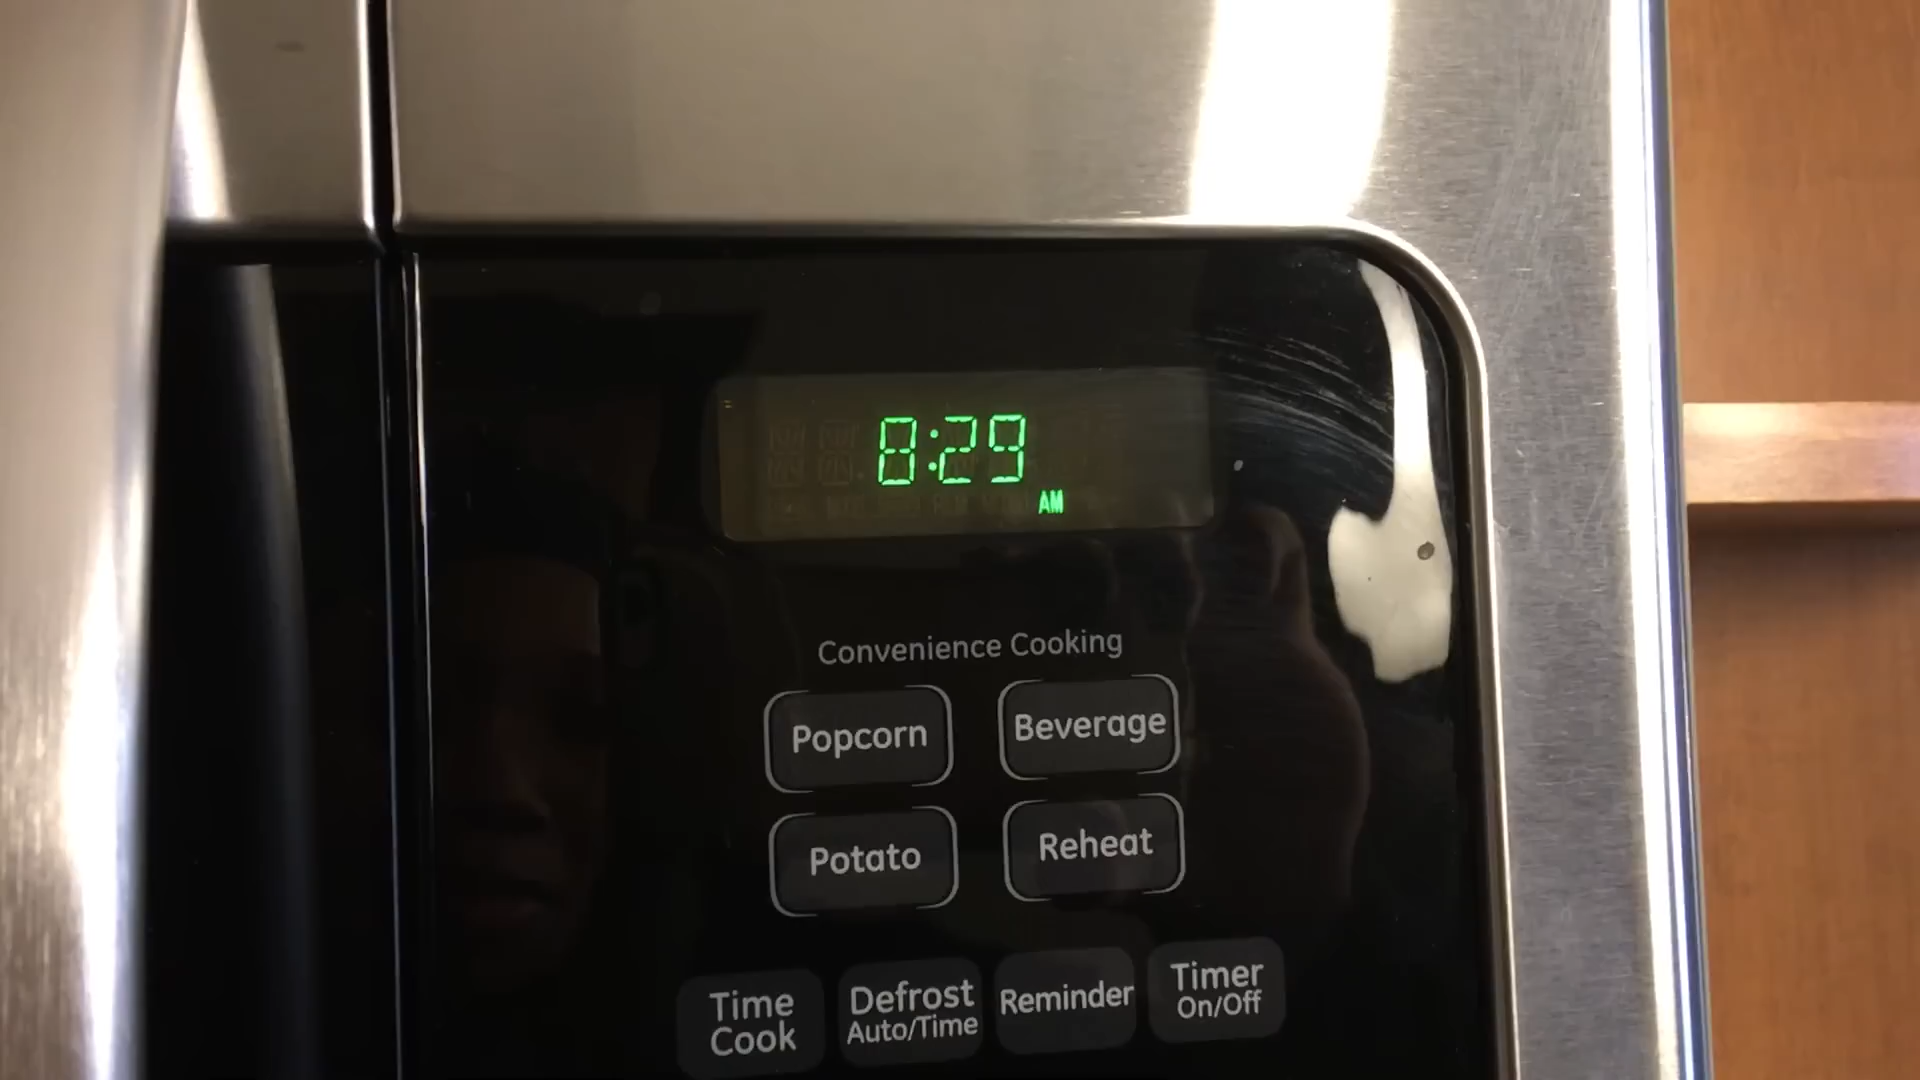 8:29
AM
Convenience Cooking
Popcorn
Beverage
Potato
Reheat
Time
Cook
Defrost
Auto/Time
Reminder
Timer
On/Off